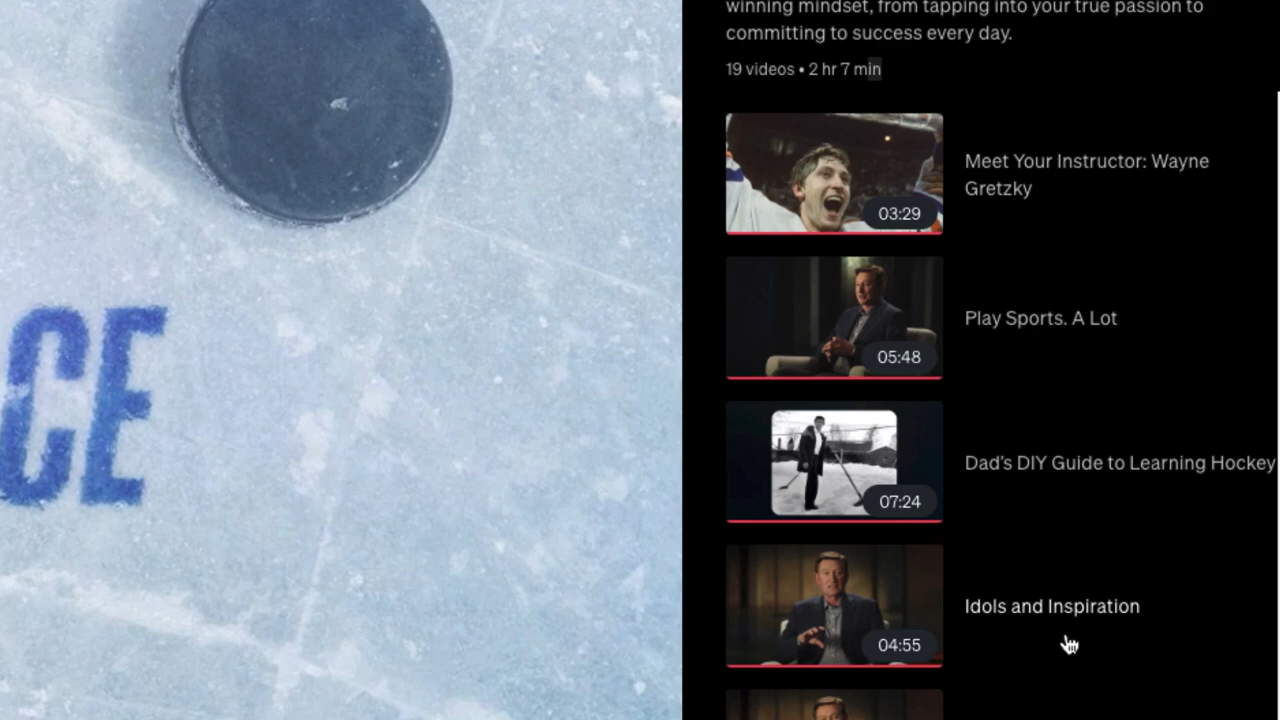 winning mindset, from tapping into your true passion to
committing to success every day.
19 videos • 2 hr 7 min
03:29
Meet Your Instructor: Wayne
Gretzky
05:48
Play Sports. A Lot
07:24
Dad's DIY Guide to Learning Hockey
04:55
Idols and Inspiration
CE